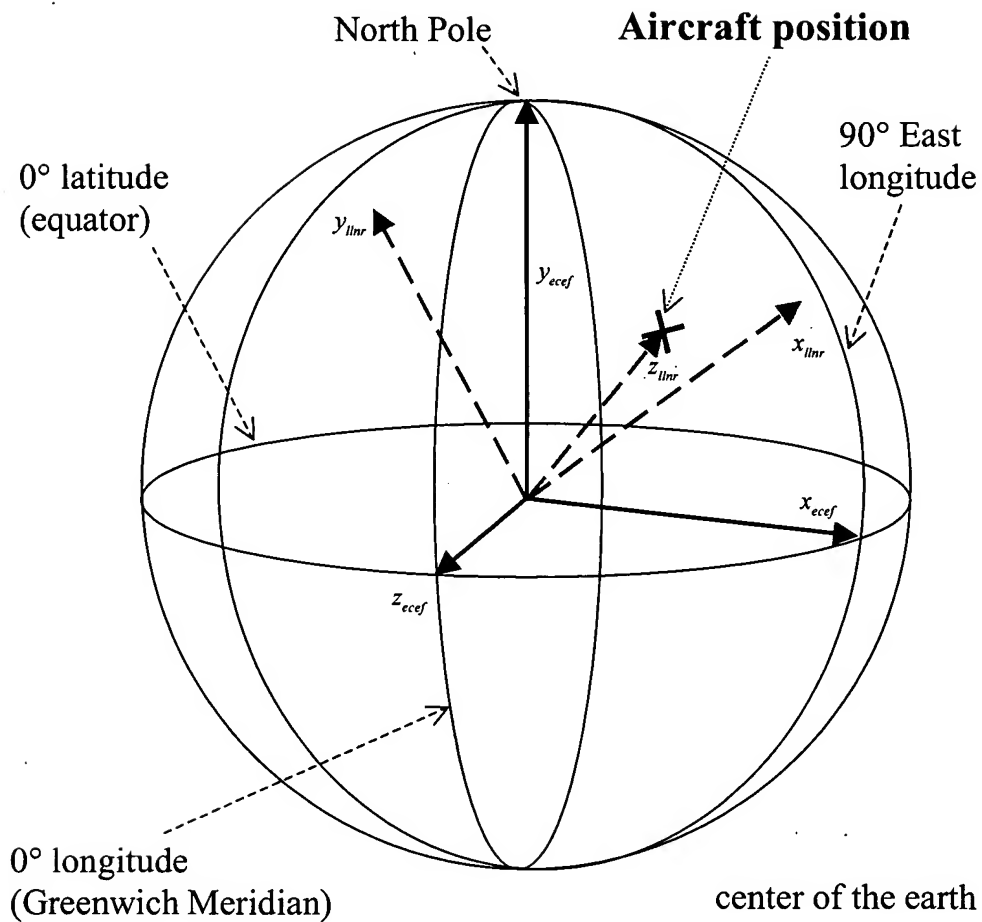 North Pole
Aircraft position
90° East
longitude
0° latitude
(equator)
y_llnr
y_ecef
x_llnr
z_llnr
x_ecef
z_ecef
0° longitude
(Greenwich Meridian)
center of the earth